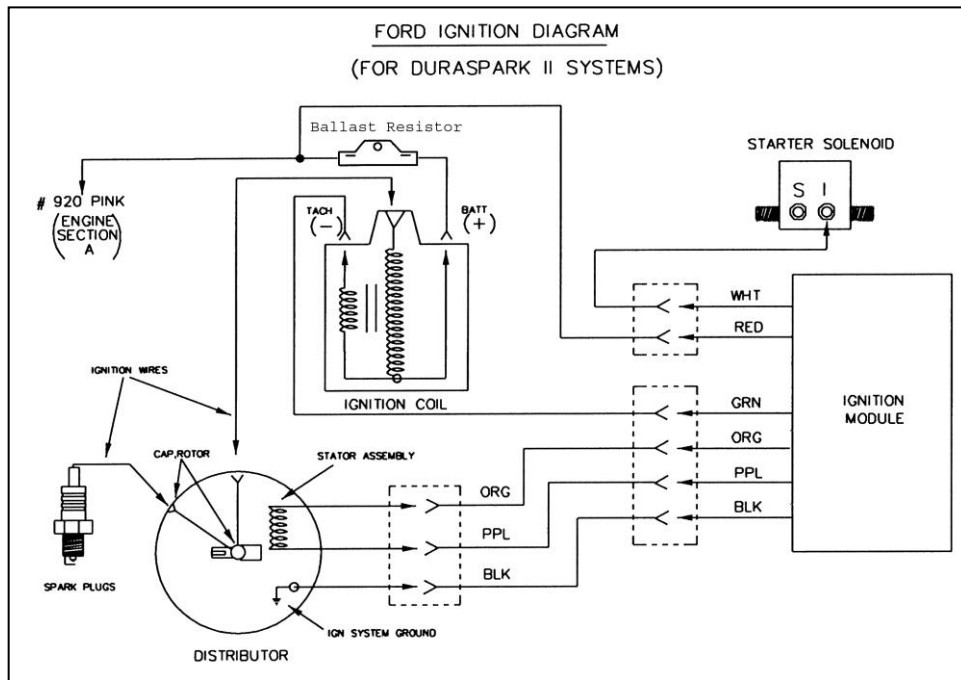 FORD IGNITION DIAGRAM
(FOR DURASPARK II SYSTEMS)
Ballast Resistor
STARTER SOLENOID
S I
# 920 PINK
(ENGINE
SECTION
A)
TACH
(-)
BATT
(+)
WHT
RED
IGNITION WIRES
IGNITION COIL
GRN
IGNITION
MODULE
CAP,ROTOR
STATOR ASSEMBLY
ORG
ORG
PPL
PPL
BLK
BLK
SPARK PLUGS
IGN SYSTEM GROUND
DISTRIBUTOR